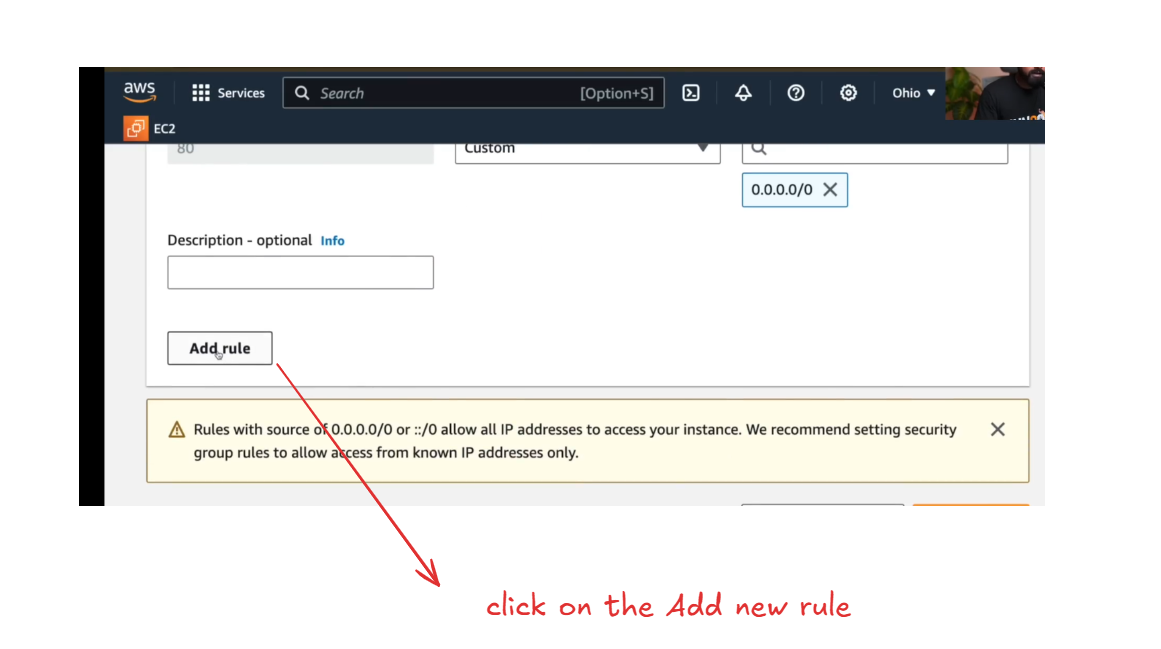 aws
Services
Search
[Option+S]
Ohio
EC2
80
Custom
0.0.0.0/0
Description - optional Info
Add rule
Rules with source of 0.0.0.0/0 or ::/0 allow all IP addresses to access your instance. We recommend setting security
group rules to allow access from known IP addresses only.
click on the Add new rule